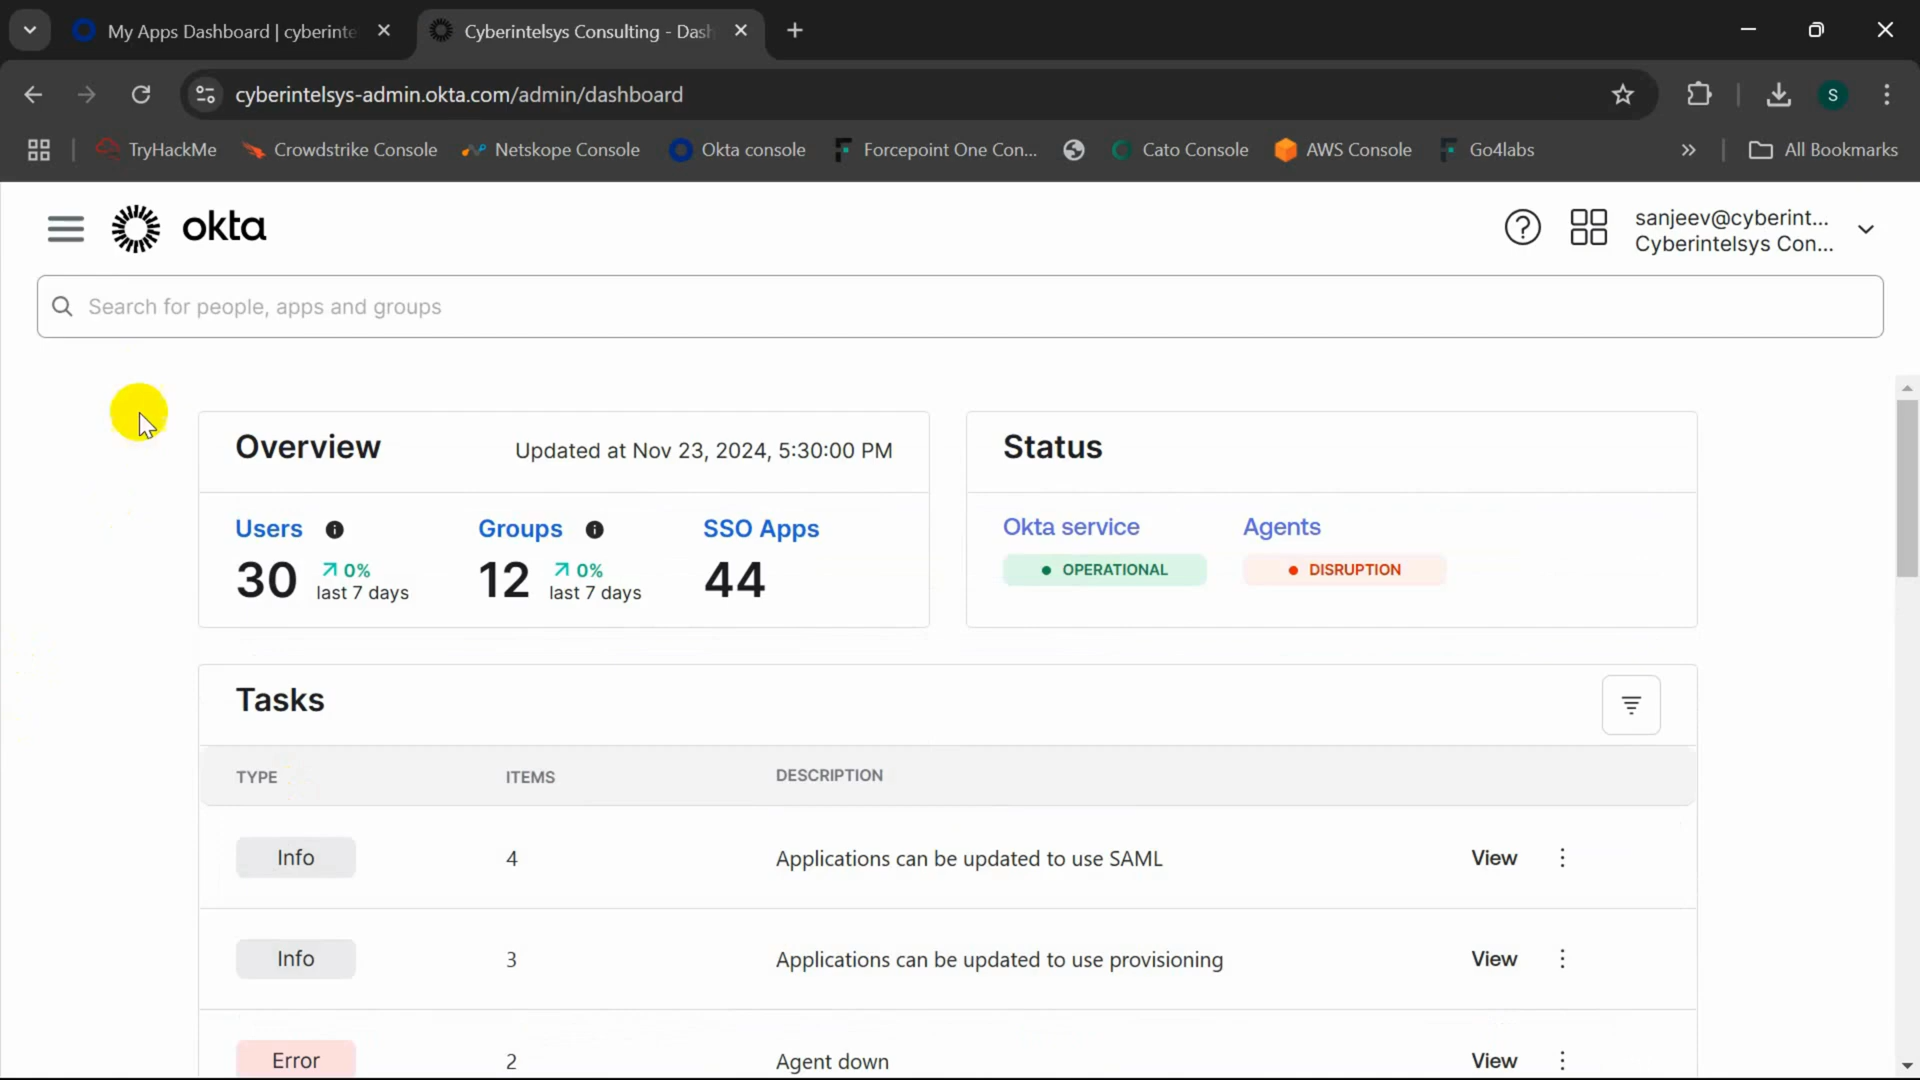 My Apps Dashboard | cyberinte
Cyberintelsys Consulting - Dash
cyberintelsys-admin.okta.com/admin/dashboard
S
TryHackMe
Crowdstrike Console
Netskope Console
Okta console
Forcepoint One Con...
Cato Console
AWS Console
Go4labs
All Bookmarks
okta
sanjeev@cyberint...
Cyberintelsys Con...
Search for people, apps and groups
Overview
Updated at Nov 23, 2024, 5:30:00 PM
Users
Groups
SSO Apps
30
0%
last 7 days
12
0%
last 7 days
44
Status
Okta service
Agents
OPERATIONAL
DISRUPTION
Tasks
TYPE ITEMS DESCRIPTION
Info 4 Applications can be updated to use SAML View
Info 3 Applications can be updated to use provisioning View
Error 2 Agent down View